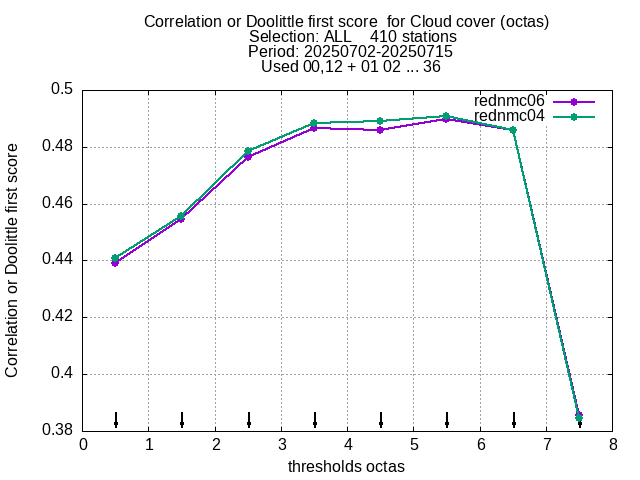 Correlation or Doolittle first score  for Cloud cover (octas)
Selection: ALL    410 stations
Period: 20250702-20250715
Used 00,12 + 01 02 ... 36
rednmc06
rednmc04
0.5
0.48
0.46
0.44
0.42
0.4
0.38
Correlation or Doolittle first score
0 1 2 3 4 5 6 7 8
thresholds octas